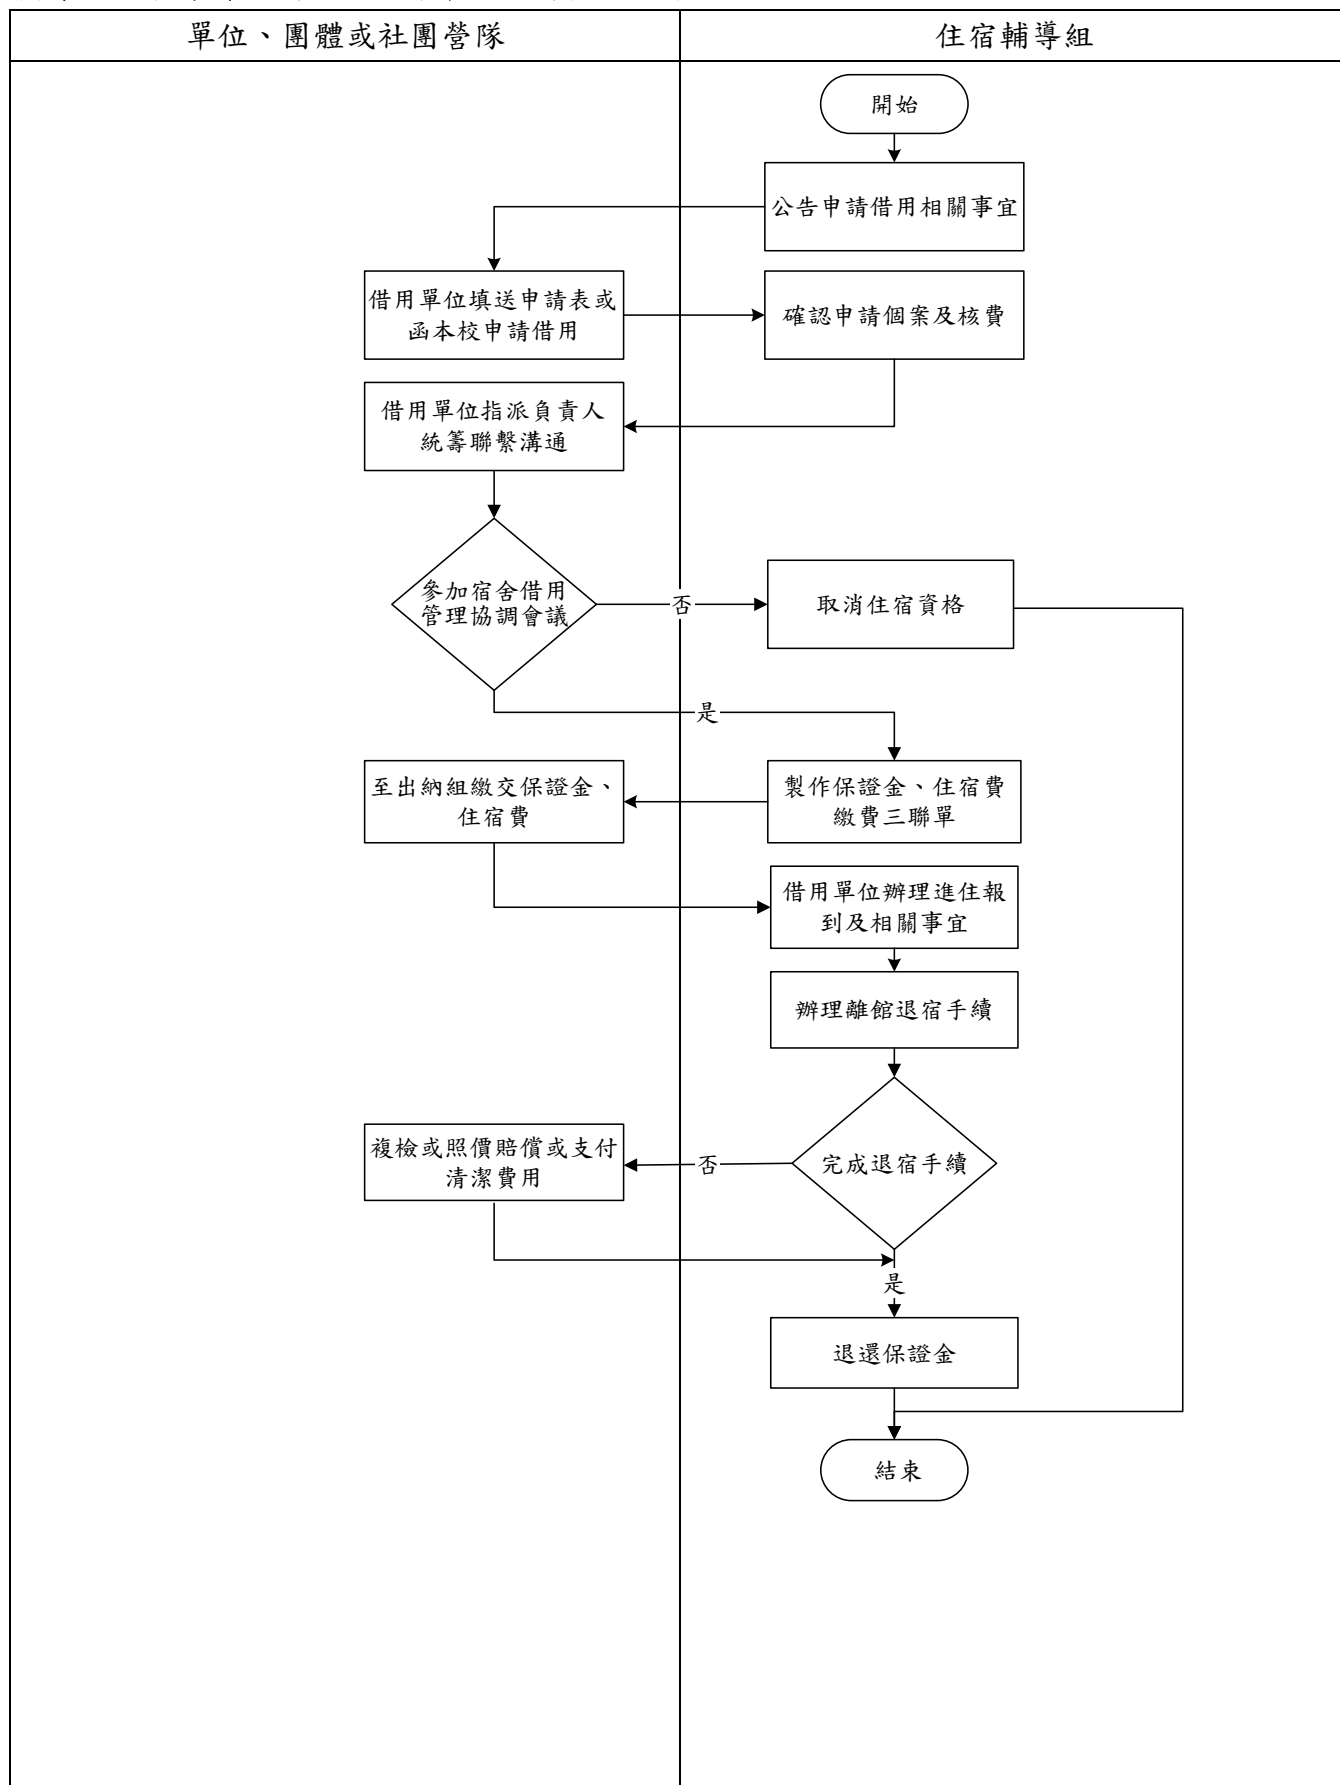 單位、團體或社團營隊
住宿輔導組
開始
公告申請借用相關事宜
借用單位填送申請表或
函本校申請借用
確認申請個案及核費
借用單位指派負責人
統籌聯繫溝通
參加宿舍借用
管理協調會議
否
取消住宿資格
是
至出納組繳交保證金、
住宿費
製作保證金、住宿費
繳費三聯單
借用單位辦理進住報
到及相關事宜
辦理離館退宿手續
複檢或照價賠償或支付
清潔費用
否
完成退宿手續
是
退還保證金
結束